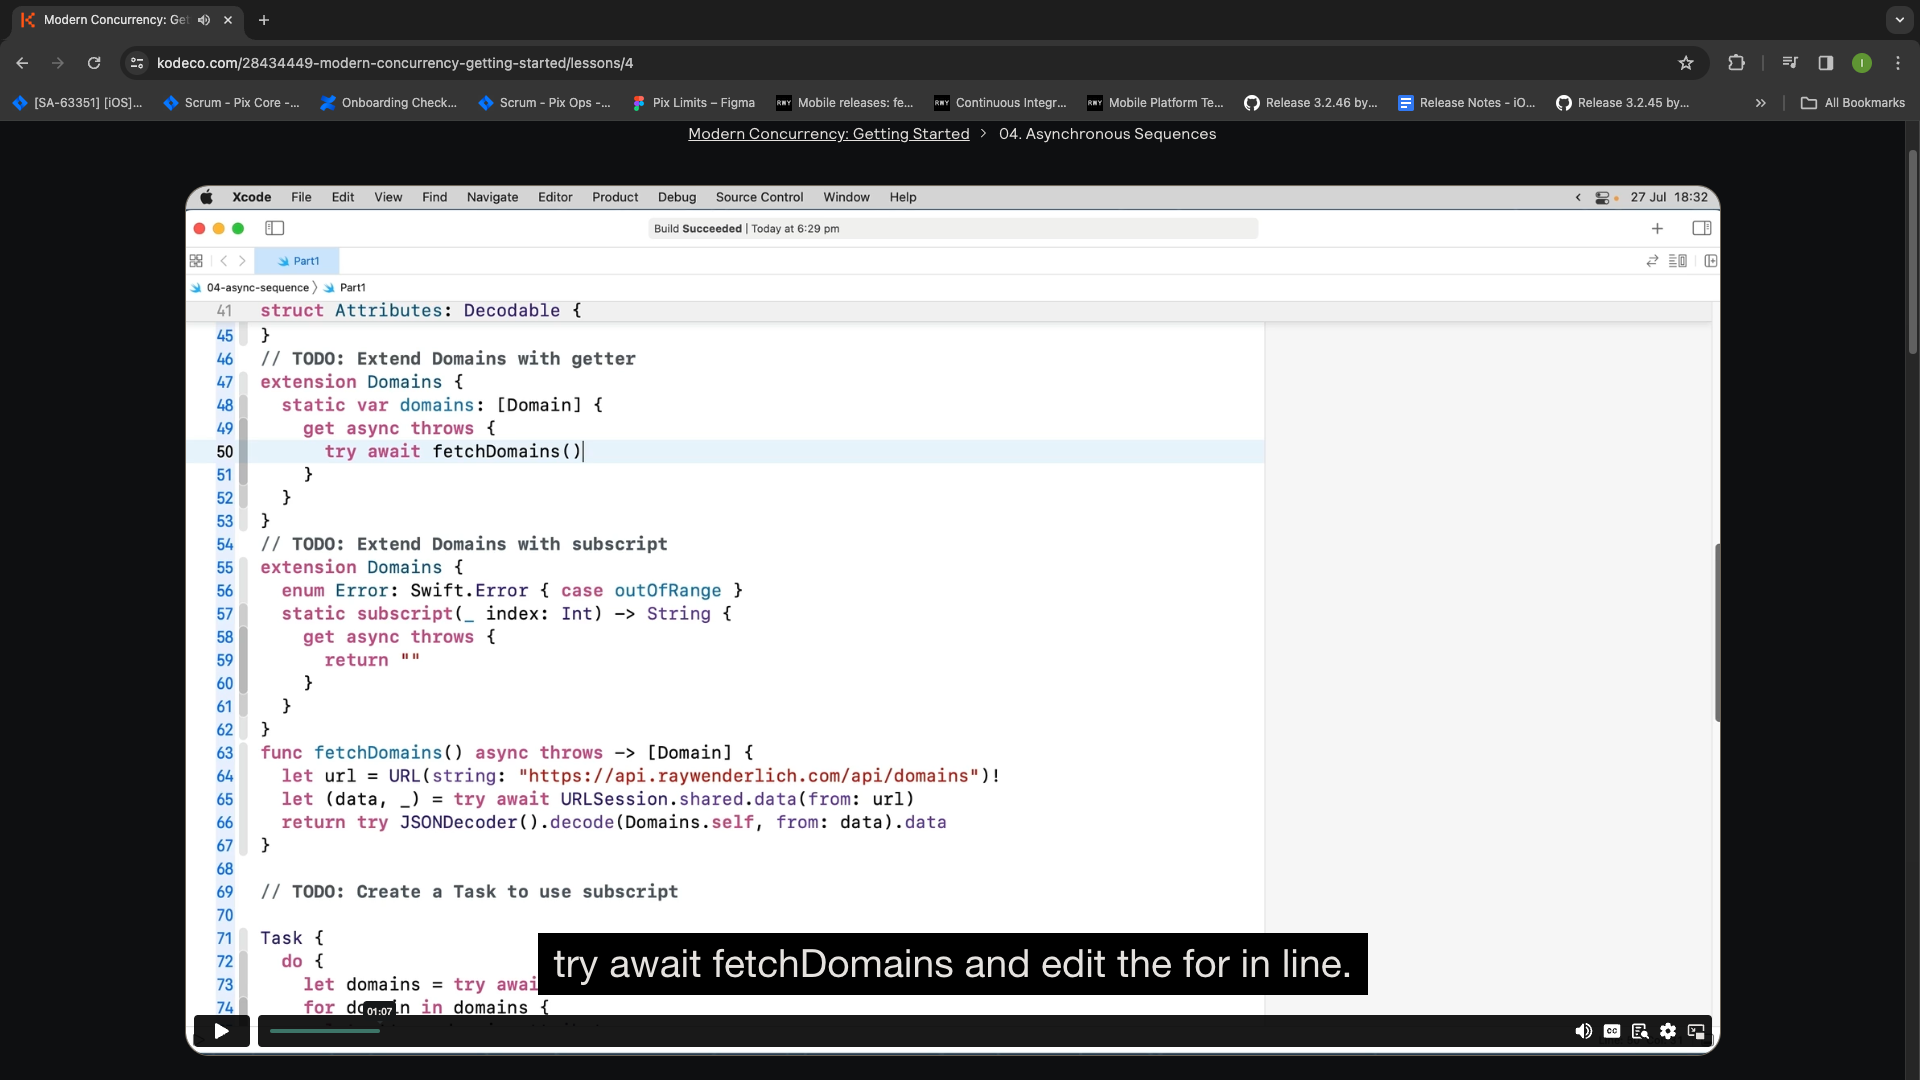 Modern Concurrency: Get
kodeco.com/28434449-modern-concurrency-getting-started/lessons/4
I
[SA-63351] [iOS]...
Scrum - Pix Core -...
Onboarding Check...
Scrum - Pix Ops -...
Pix Limits – Figma
RWY Mobile releases: fe...
RWY Continuous Integr...
RWY Mobile Platform Te...
Release 3.2.46 by...
Release Notes - iO...
Release 3.2.45 by...
»
All Bookmarks
Modern Concurrency: Getting Started > 04. Asynchronous Sequences
Xcode File Edit View Find Navigate Editor Product Debug Source Control Window Help
27 Jul 18:32
Build Succeeded | Today at 6:29 pm
Part1
04-async-sequence 〉 Part1
41 struct Attributes: Decodable {
45 }
46 // TODO: Extend Domains with getter
47 extension Domains {
48 static var domains: [Domain] {
49 get async throws {
50 try await fetchDomains()
51 }
52 }
53 }
54 // TODO: Extend Domains with subscript
55 extension Domains {
56 enum Error: Swift.Error { case outOfRange }
57 static subscript(_ index: Int) -> String {
58 get async throws {
59 return ""
60 }
61 }
62 }
63 func fetchDomains() async throws -> [Domain] {
64 let url = URL(string: "https://api.raywenderlich.com/api/domains")!
65 let (data, _) = try await URLSession.shared.data(from: url)
66 return try JSONDecoder().decode(Domains.self, from: data).data
67 }
68
69 // TODO: Create a Task to use subscript
70
71 Task {
72 do {
73 let domains = try awai
74 for do n in domains {
try await fetchDomains and edit the for in line.
01:07
CC